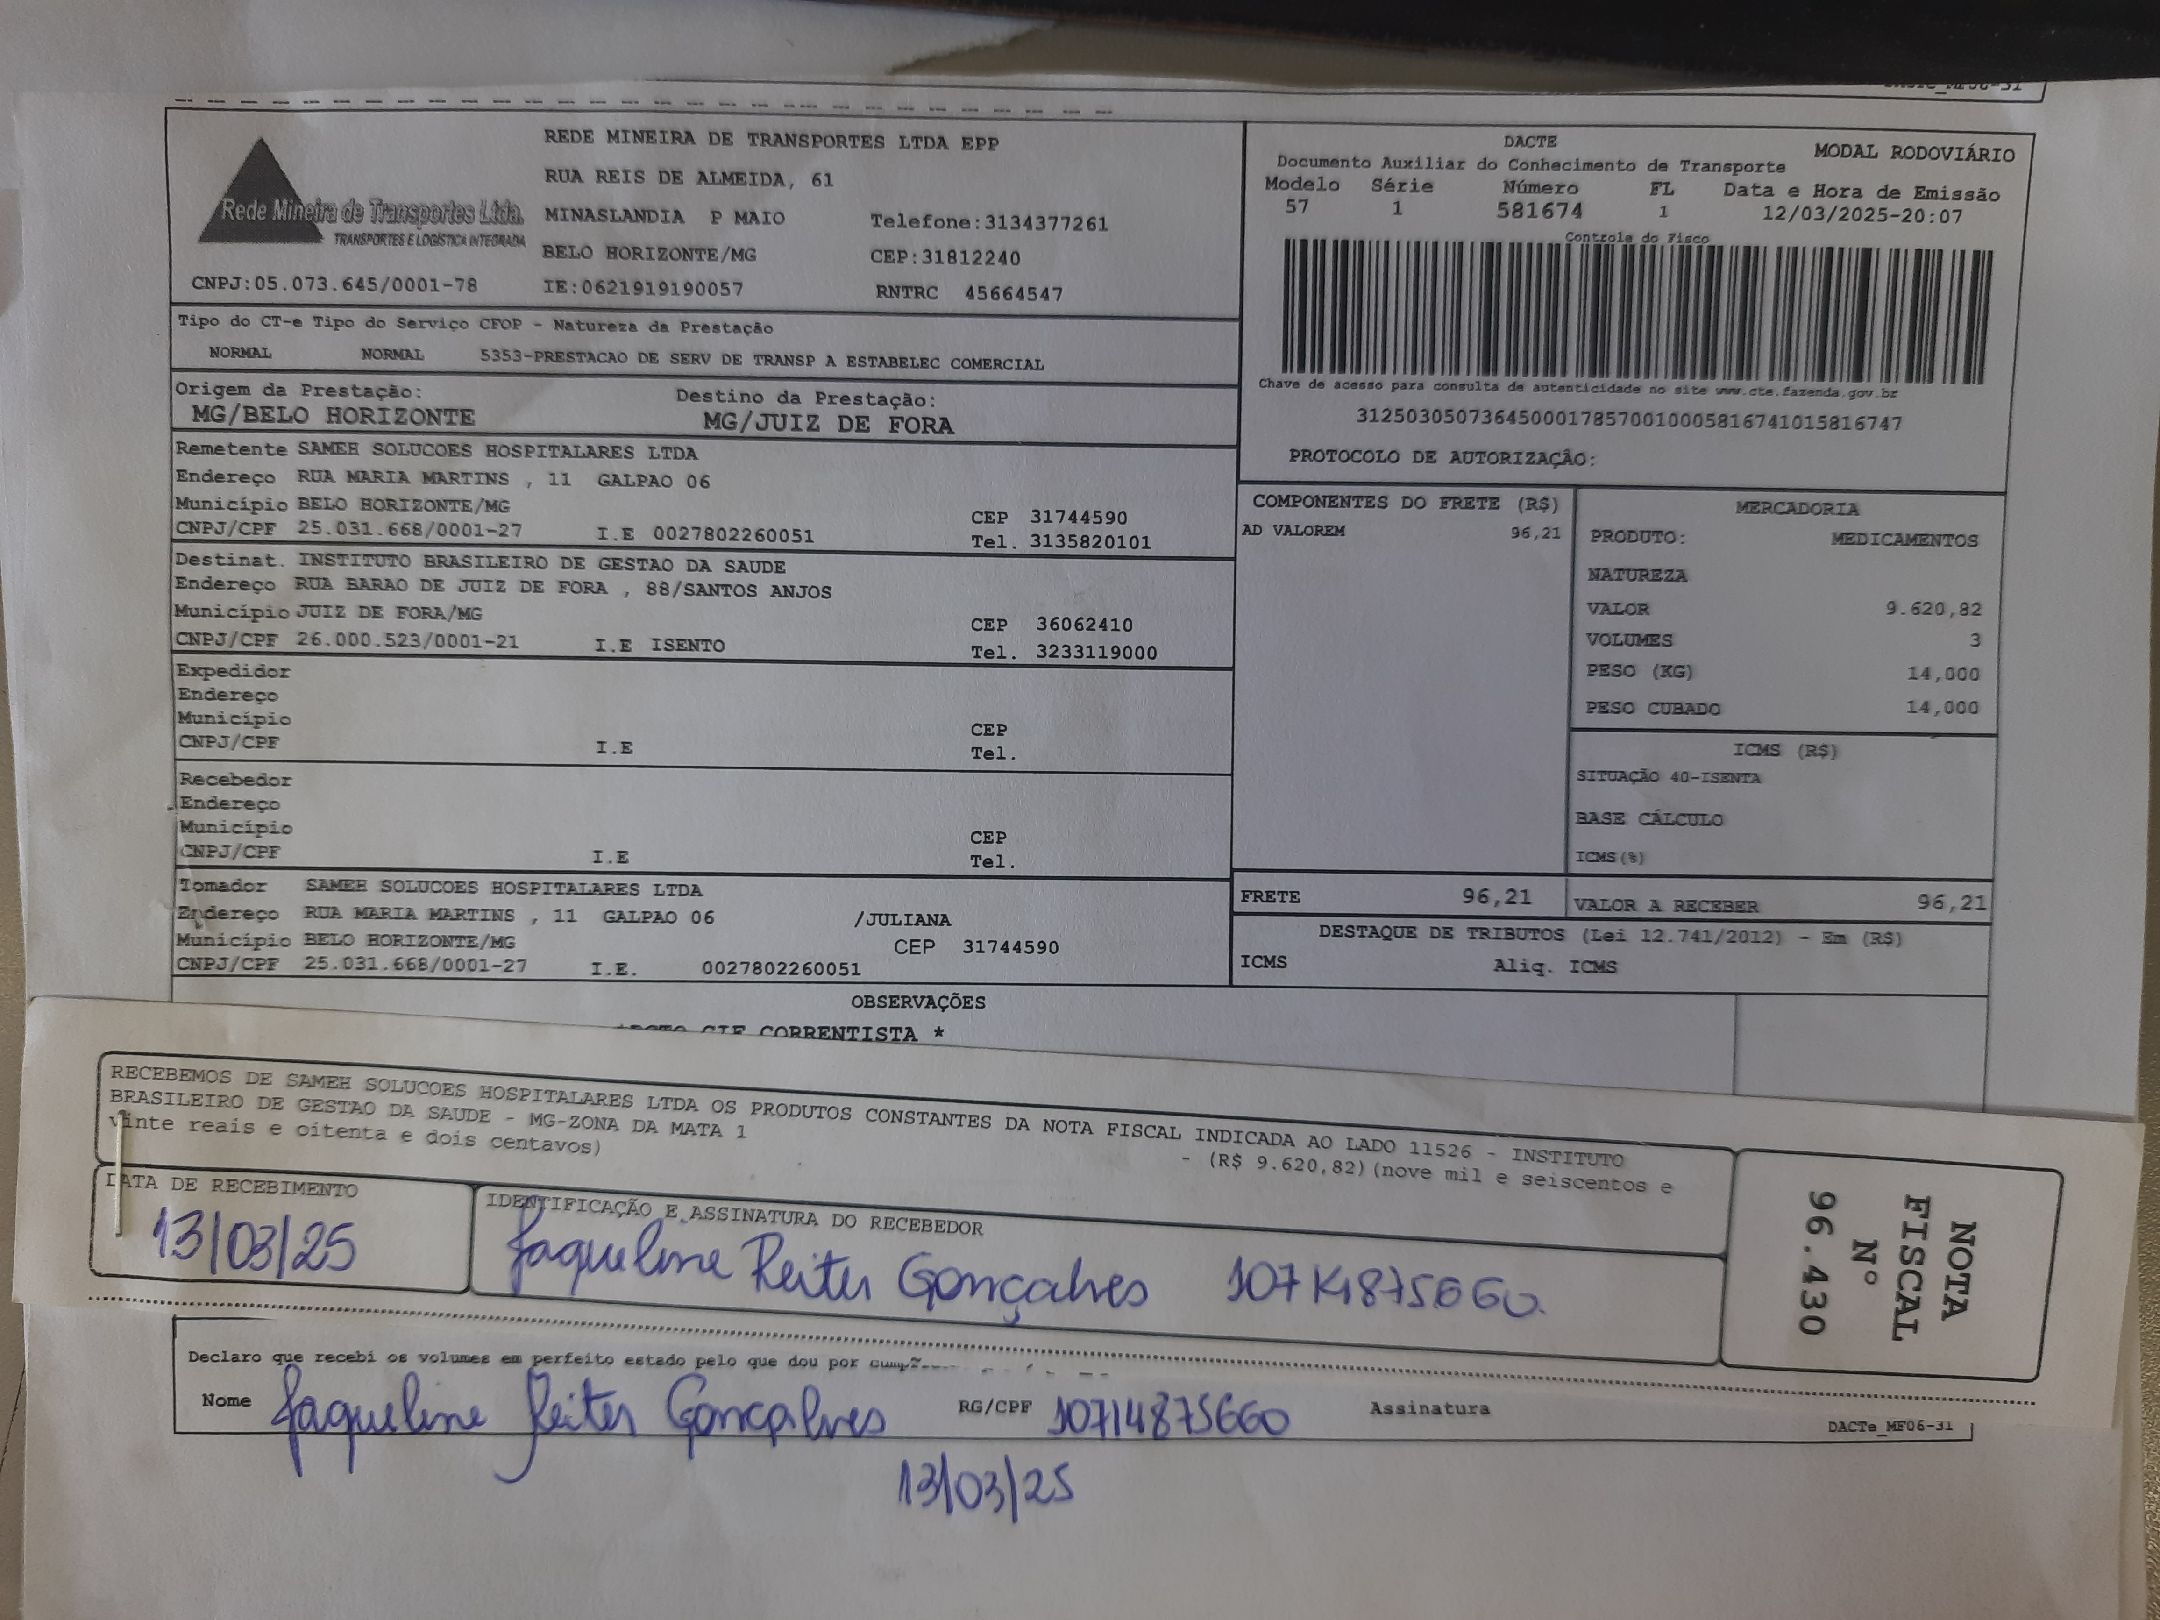 REDE MINEIRA DE TRANSPORTES LTDA EPP
RUA REIS DE ALMEIDA, 61
Rede Mineira de Transportes Ltda.
TRANSPORTES E LOGÍSTICA INTEGRADA
MINASLANDIA P MAIO Telefone:3134377261
BELO HORIZONTE/MG CEP:31812240
CNPJ:05.073.645/0001-78 IE:0621919190057 RNTRC 45664547
DACTE MODAL RODOVIÁRIO
Documento Auxiliar do Conhecimento de Transporte
Modelo Série Número FL Data e Hora de Emissão
57 1 581674 1 12/03/2025-20:07
Controle do Fisco
Chave de acesso para consulta de autenticidade no site www.cte.fazenda.gov.br
31250305073645000178570010005816741015816747
PROTOCOLO DE AUTORIZAÇÃO:
Tipo do CT-e Tipo do Serviço CFOP - Natureza da Prestação
NORMAL NORMAL 5353-PRESTACAO DE SERV DE TRANSP A ESTABELEC COMERCIAL
Origem da Prestação: Destino da Prestação:
MG/BELO HORIZONTE MG/JUIZ DE FORA
Remetente SAMEH SOLUCOES HOSPITALARES LTDA
Endereço RUA MARIA MARTINS , 11 GALPAO 06
Município BELO HORIZONTE/MG CEP 31744590
CNPJ/CPF 25.031.668/0001-27 I.E 0027802260051 Tel. 3135820101
Destinat. INSTITUTO BRASILEIRO DE GESTAO DA SAUDE
Endereço RUA BARAO DE JUIZ DE FORA , 88/SANTOS ANJOS
Município JUIZ DE FORA/MG CEP 36062410
CNPJ/CPF 26.000.523/0001-21 I.E ISENTO Tel. 3233119000
Expedidor
Endereço
Município CEP
CNPJ/CPF I.E Tel.
Recebedor
Endereço
Município CEP
CNPJ/CPF I.E Tel.
Tomador SAMEH SOLUCOES HOSPITALARES LTDA
Endereço RUA MARIA MARTINS , 11 GALPAO 06 /JULIANA
Município BELO HORIZONTE/MG CEP 31744590
CNPJ/CPF 25.031.668/0001-27 I.E. 0027802260051
COMPONENTES DO FRETE (R$)
AD VALOREM 96,21
MERCADORIA
PRODUTO: MEDICAMENTOS
NATUREZA
VALOR 9.620,82
VOLUMES 3
PESO (KG) 14,000
PESO CUBADO 14,000
ICMS (R$)
SITUAÇÃO 40-ISENTA
BASE CÁLCULO
ICMS(%)
FRETE 96,21 VALOR A RECEBER 96,21
DESTAQUE DE TRIBUTOS (Lei 12.741/2012) - Em (R$)
ICMS Aliq. ICMS
OBSERVAÇÕES
CIF CORRENTISTA *
RECEBEMOS DE SAMEH SOLUCOES HOSPITALARES LTDA OS PRODUTOS CONSTANTES DA NOTA FISCAL INDICADA AO LADO 11526 - INSTITUTO
BRASILEIRO DE GESTAO DA SAUDE - MG-ZONA DA MATA 1 - (R$ 9.620,82)(nove mil e seiscentos e
vinte reais e oitenta e dois centavos)
DATA DE RECEBIMENTO IDENTIFICAÇÃO E ASSINATURA DO RECEBEDOR
13/03/25 Jaqueline Reiter Gonçalves 10714875660
NOTA
FISCAL
Nº
96.430
Declaro que recebi os volumes em perfeito estado pelo que dou por
Nome Jaqueline Reiter Gonçalves RG/CPF 10714875660 Assinatura
DACTe_MF06-31
13/03/25